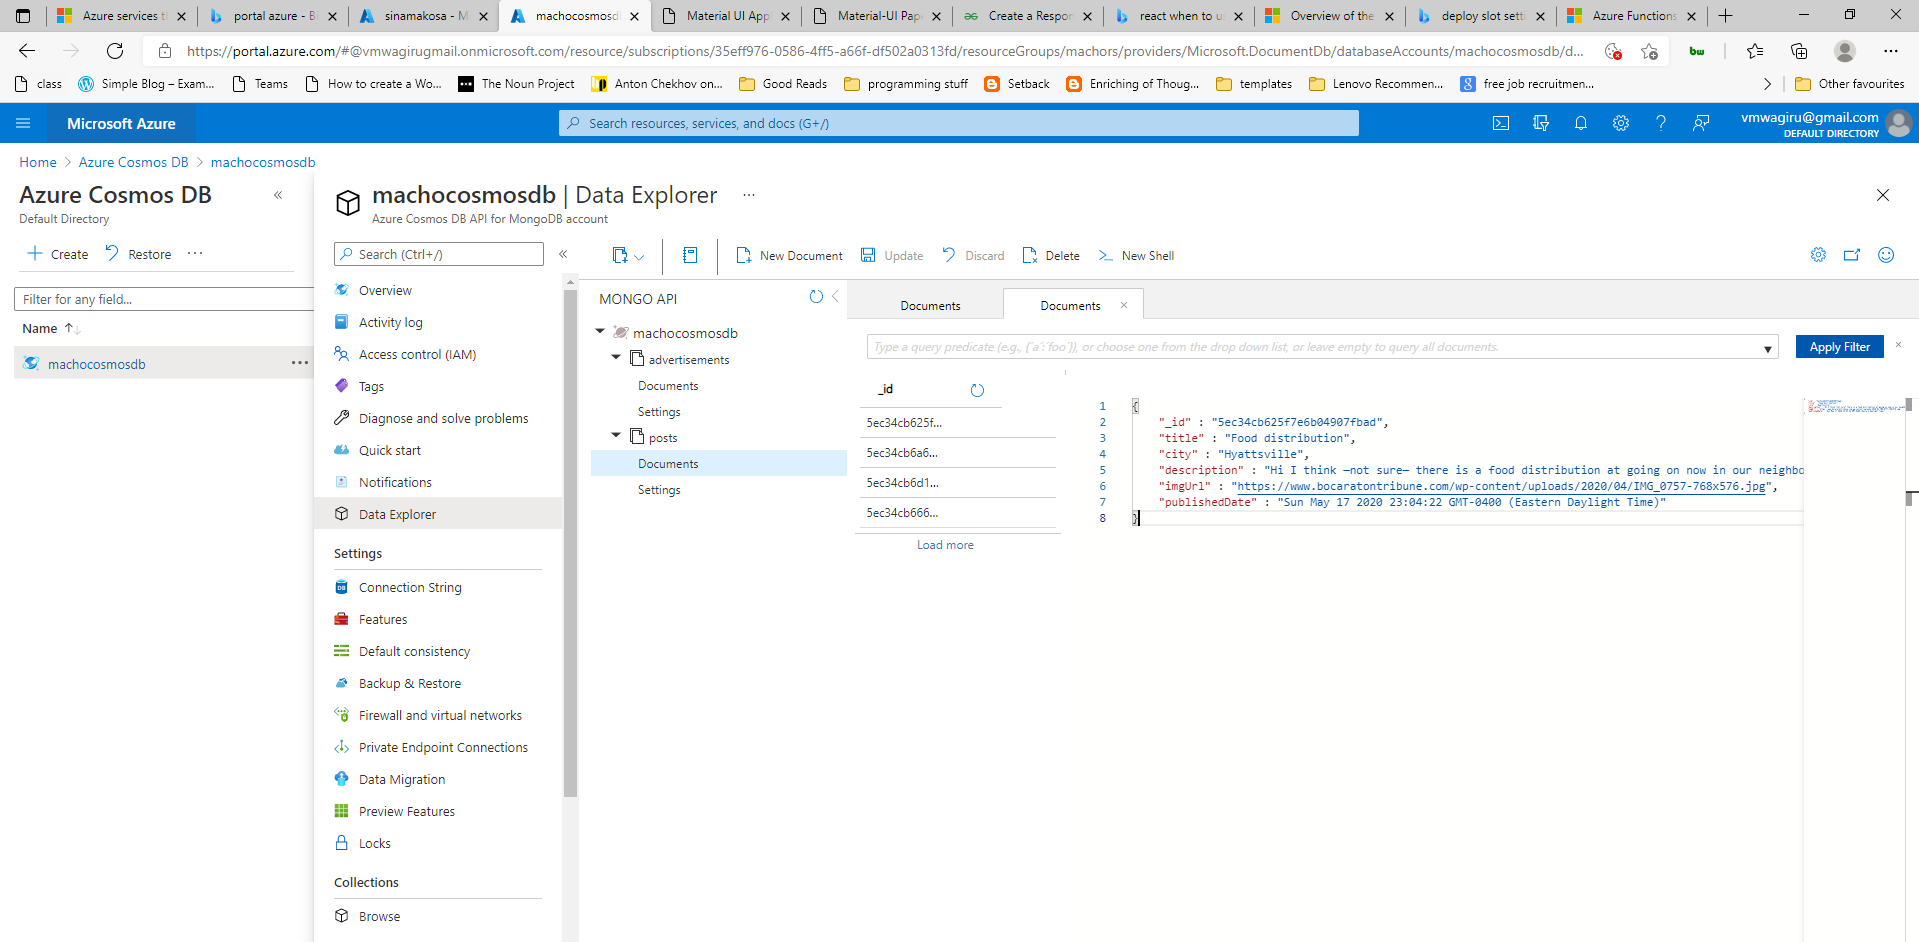 Azure services t
portal azure - B
sinamakosa - M
machocosmosd
Material UI App
Material-UI Pap
Create a Respon
react when to u
Overview of the
deploy slot sett
Azure Functions
https://portal.azure.com/#@vmwagirugmail.onmicrosoft.com/resource/subscriptions/35eff976-0586-4ff5-a66f-df502a0313fd/resourceGroups/machors/providers/Microsoft.DocumentDb/databaseAccounts/machocosmosdb/d...
class
Simple Blog – Exam...
Teams
How to create a Wo...
The Noun Project
Anton Chekhov on...
Good Reads
programming stuff
Setback
Enriching of Thoug...
templates
Lenovo Recommen...
free job recruitmen...
Other favourites
Microsoft Azure
Search resources, services, and docs (G+/)
vmwagiru@gmail.com
DEFAULT DIRECTORY
Home > Azure Cosmos DB > machocosmosdb
Azure Cosmos DB
Default Directory
Create
Restore
Filter for any field...
Name
machocosmosdb
machocosmosdb | Data Explorer
Azure Cosmos DB API for MongoDB account
Search (Ctrl+/)
Overview
Activity log
Access control (IAM)
Tags
Diagnose and solve problems
Quick start
Notifications
Data Explorer
Settings
Connection String
Features
Default consistency
Backup & Restore
Firewall and virtual networks
Private Endpoint Connections
Data Migration
Preview Features
Locks
Collections
Browse
New Document
Update
Discard
Delete
New Shell
MONGO API
machocosmosdb
advertisements
Documents
Settings
posts
Documents
Settings
Documents
Documents
Type a query predicate (e.g., {´a´:´foo´}), or choose one from the drop down list, or leave empty to query all documents.
Apply Filter
_id
5ec34cb625f...
5ec34cb6a6...
5ec34cb6d1...
5ec34cb666...
Load more
1 {
2 "_id" : "5ec34cb625f7e6b04907fbad",
3 "title" : "Food distribution",
4 "city" : "Hyattsville",
5 "description" : "Hi I think —not sure— there is a food distribution at going on now in our neighbo
6 "imgUrl" : "https://www.bocaratontribune.com/wp-content/uploads/2020/04/IMG_0757-768x576.jpg",
7 "publishedDate" : "Sun May 17 2020 23:04:22 GMT-0400 (Eastern Daylight Time)"
8 }